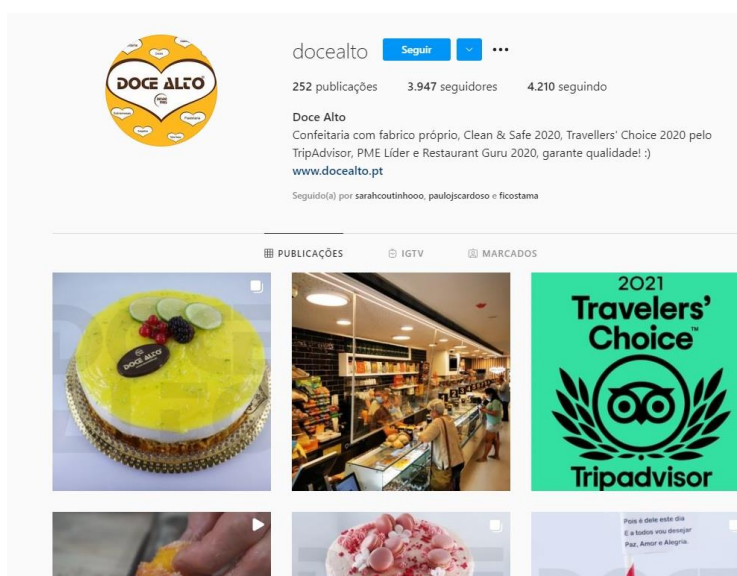 docealto Seguir
252 publicações 3.947 seguidores 4.210 seguindo
Doce Alto
Confeitaria com fabrico próprio, Clean & Safe 2020, Travellers' Choice 2020 pelo
TripAdvisor, PME Líder e Restaurant Guru 2020, garante qualidade! :)
www.docealto.pt
Seguido(a) por sarahcoutinhooo, paulojscardoso e ficostama
DOCE ALTO
PUBLICAÇÕES IGTV MARCADOS
DOCE ALTO
2021
Travelers'
Choice™
Tripadvisor
Pois é dele este dia
E a todos vou desejar
Paz, Amor e Alegria.